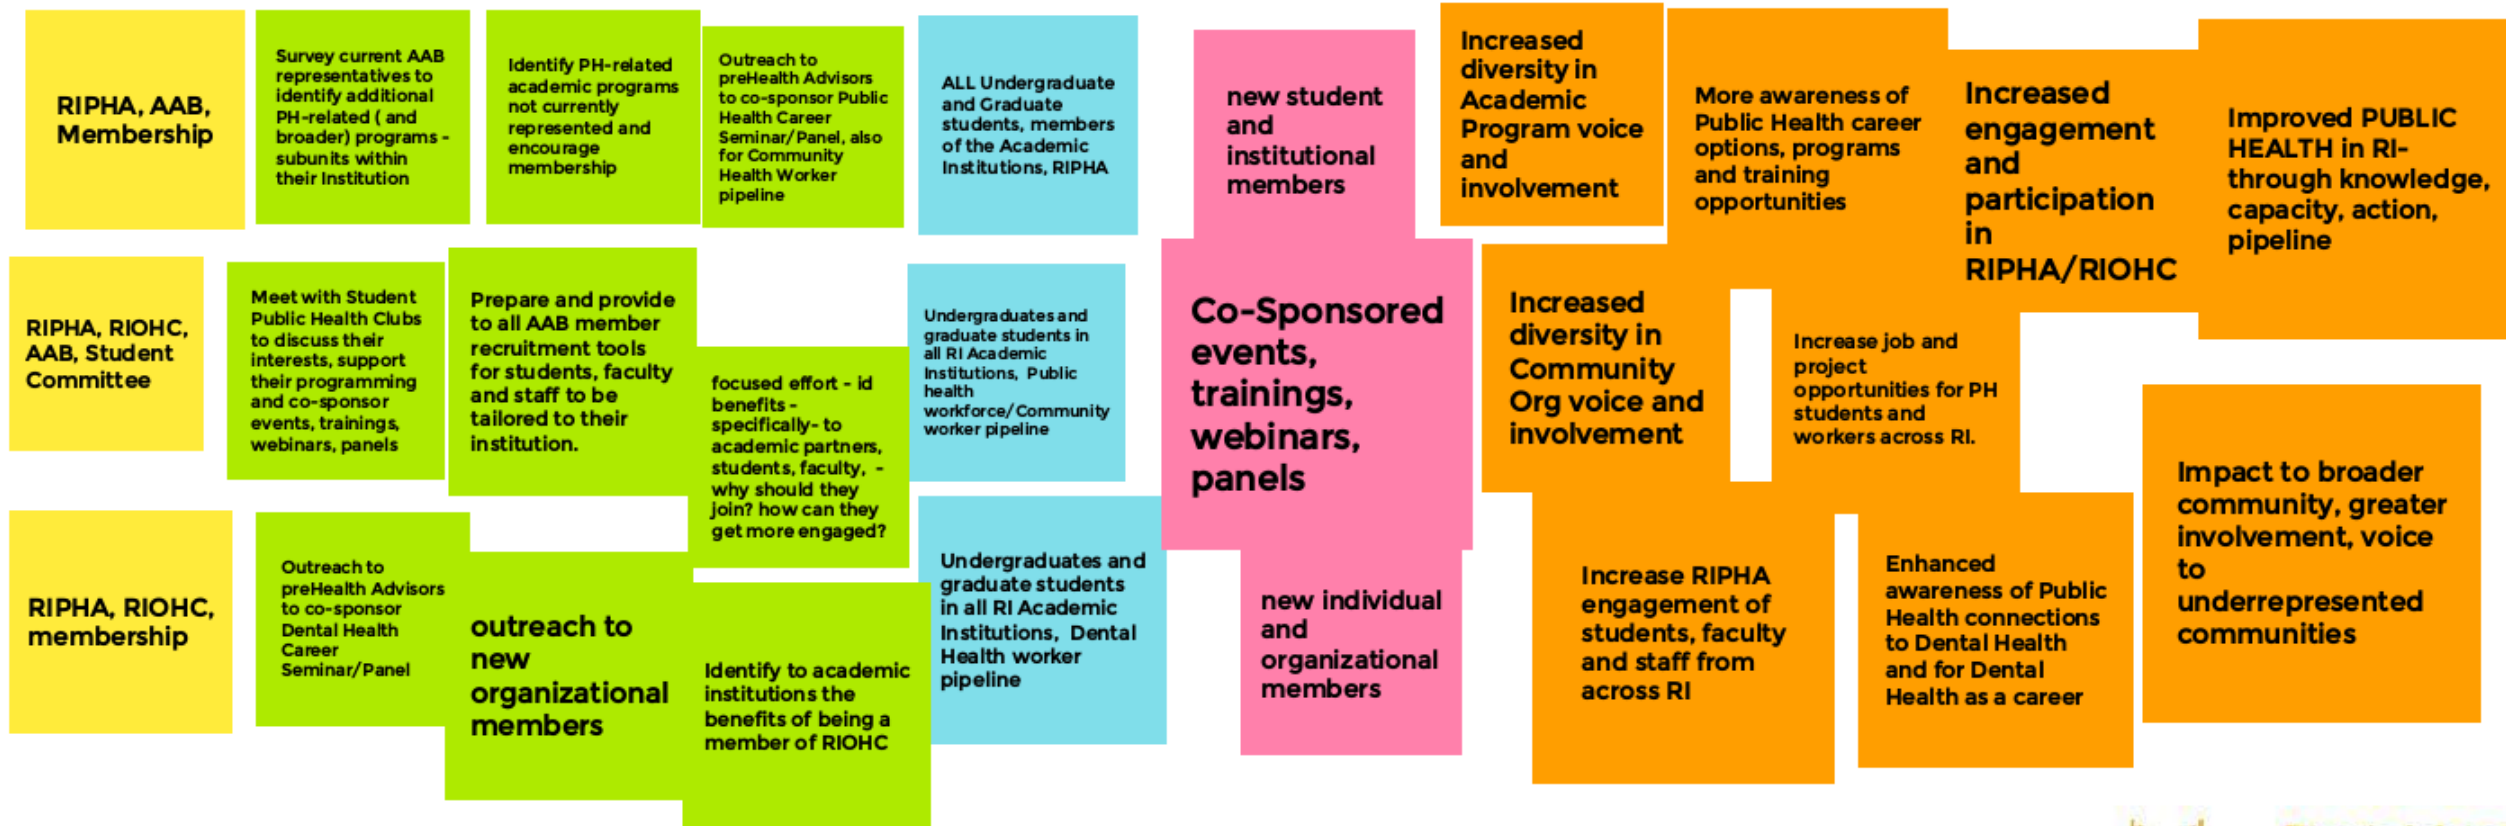 RIPHA, AAB,
Membership
Survey current AAB
representatives to
identify additional
PH-related ( and
broader) programs -
subunits within
their Institution
Identify PH-related
academic programs
not currently
represented and
encourage
membership
Outreach to
preHealth Advisors
to co-sponsor Public
Health Career
Seminar/Panel, also
for Community
Health Worker
pipeline
ALL Undergraduate
and Graduate
students, members
of the Academic
Institutions, RIPHA
new student
and
institutional
members
Increased
diversity in
Academic
Program voice
and
involvement
More awareness of
Public Health career
options, programs
and training
opportunities
Increased
engagement
and
participation
in
RIPHA/RIOHC
Improved PUBLIC
HEALTH in RI-
through knowledge,
capacity, action,
pipeline
RIPHA, RIOHC,
AAB, Student
Committee
Meet with Student
Public Health Clubs
to discuss their
interests, support
their programming
and co-sponsor
events, trainings,
webinars, panels
Prepare and provide
to all AAB member
recruitment tools
for students, faculty
and staff to be
tailored to their
institution.
focused effort - id
benefits -
specifically- to
academic partners,
students, faculty, -
why should they
join? how can they
get more engaged?
Undergraduates and
graduate students in
all RI Academic
Institutions, Public
health
workforce/Community
worker pipeline
Co-Sponsored
events,
trainings,
webinars,
panels
Increased
diversity in
Community
Org voice and
involvement
Increase job and
project
opportunities for PH
students and
workers across RI.
Impact to broader
community, greater
involvement, voice
to
underrepresented
communities
RIPHA, RIOHC,
membership
Outreach to
preHealth Advisors
to co-sponsor
Dental Health
Career
Seminar/Panel
outreach to
new
organizational
members
Identify to academic
institutions the
benefits of being a
member of RIOHC
Undergraduates and
graduate students
in all RI Academic
Institutions, Dental
Health worker
pipeline
new individual
and
organizational
members
Increase RIPHA
engagement of
students, faculty
and staff from
across RI
Enhanced
awareness of Public
Health connections
to Dental Health
and for Dental
Health as a career